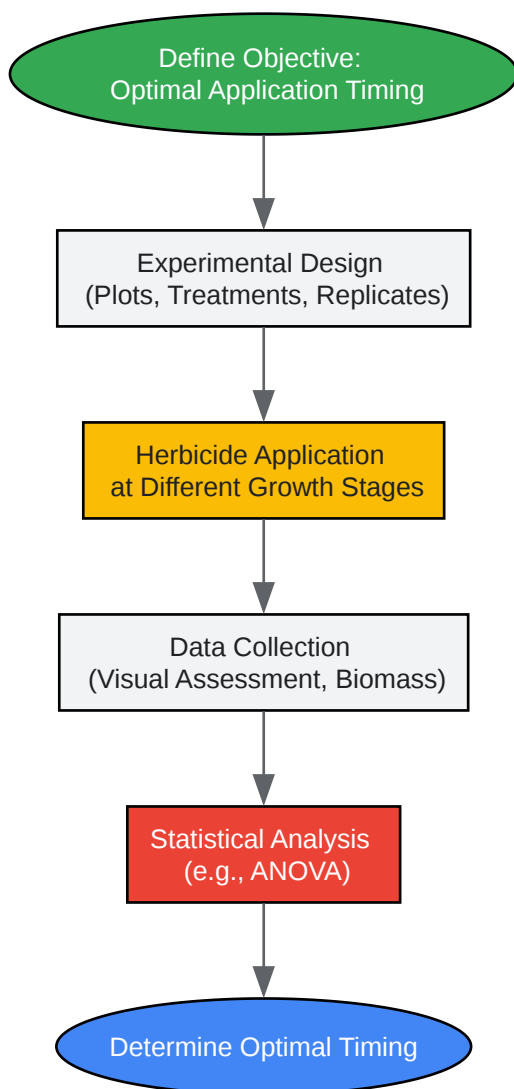 Define Objective:
Optimal Application Timing
Experimental Design
(Plots, Treatments, Replicates)
Herbicide Application
at Different Growth Stages
Data Collection
(Visual Assessment, Biomass)
Statistical Analysis
(e.g., ANOVA)
Determine Optimal Timing